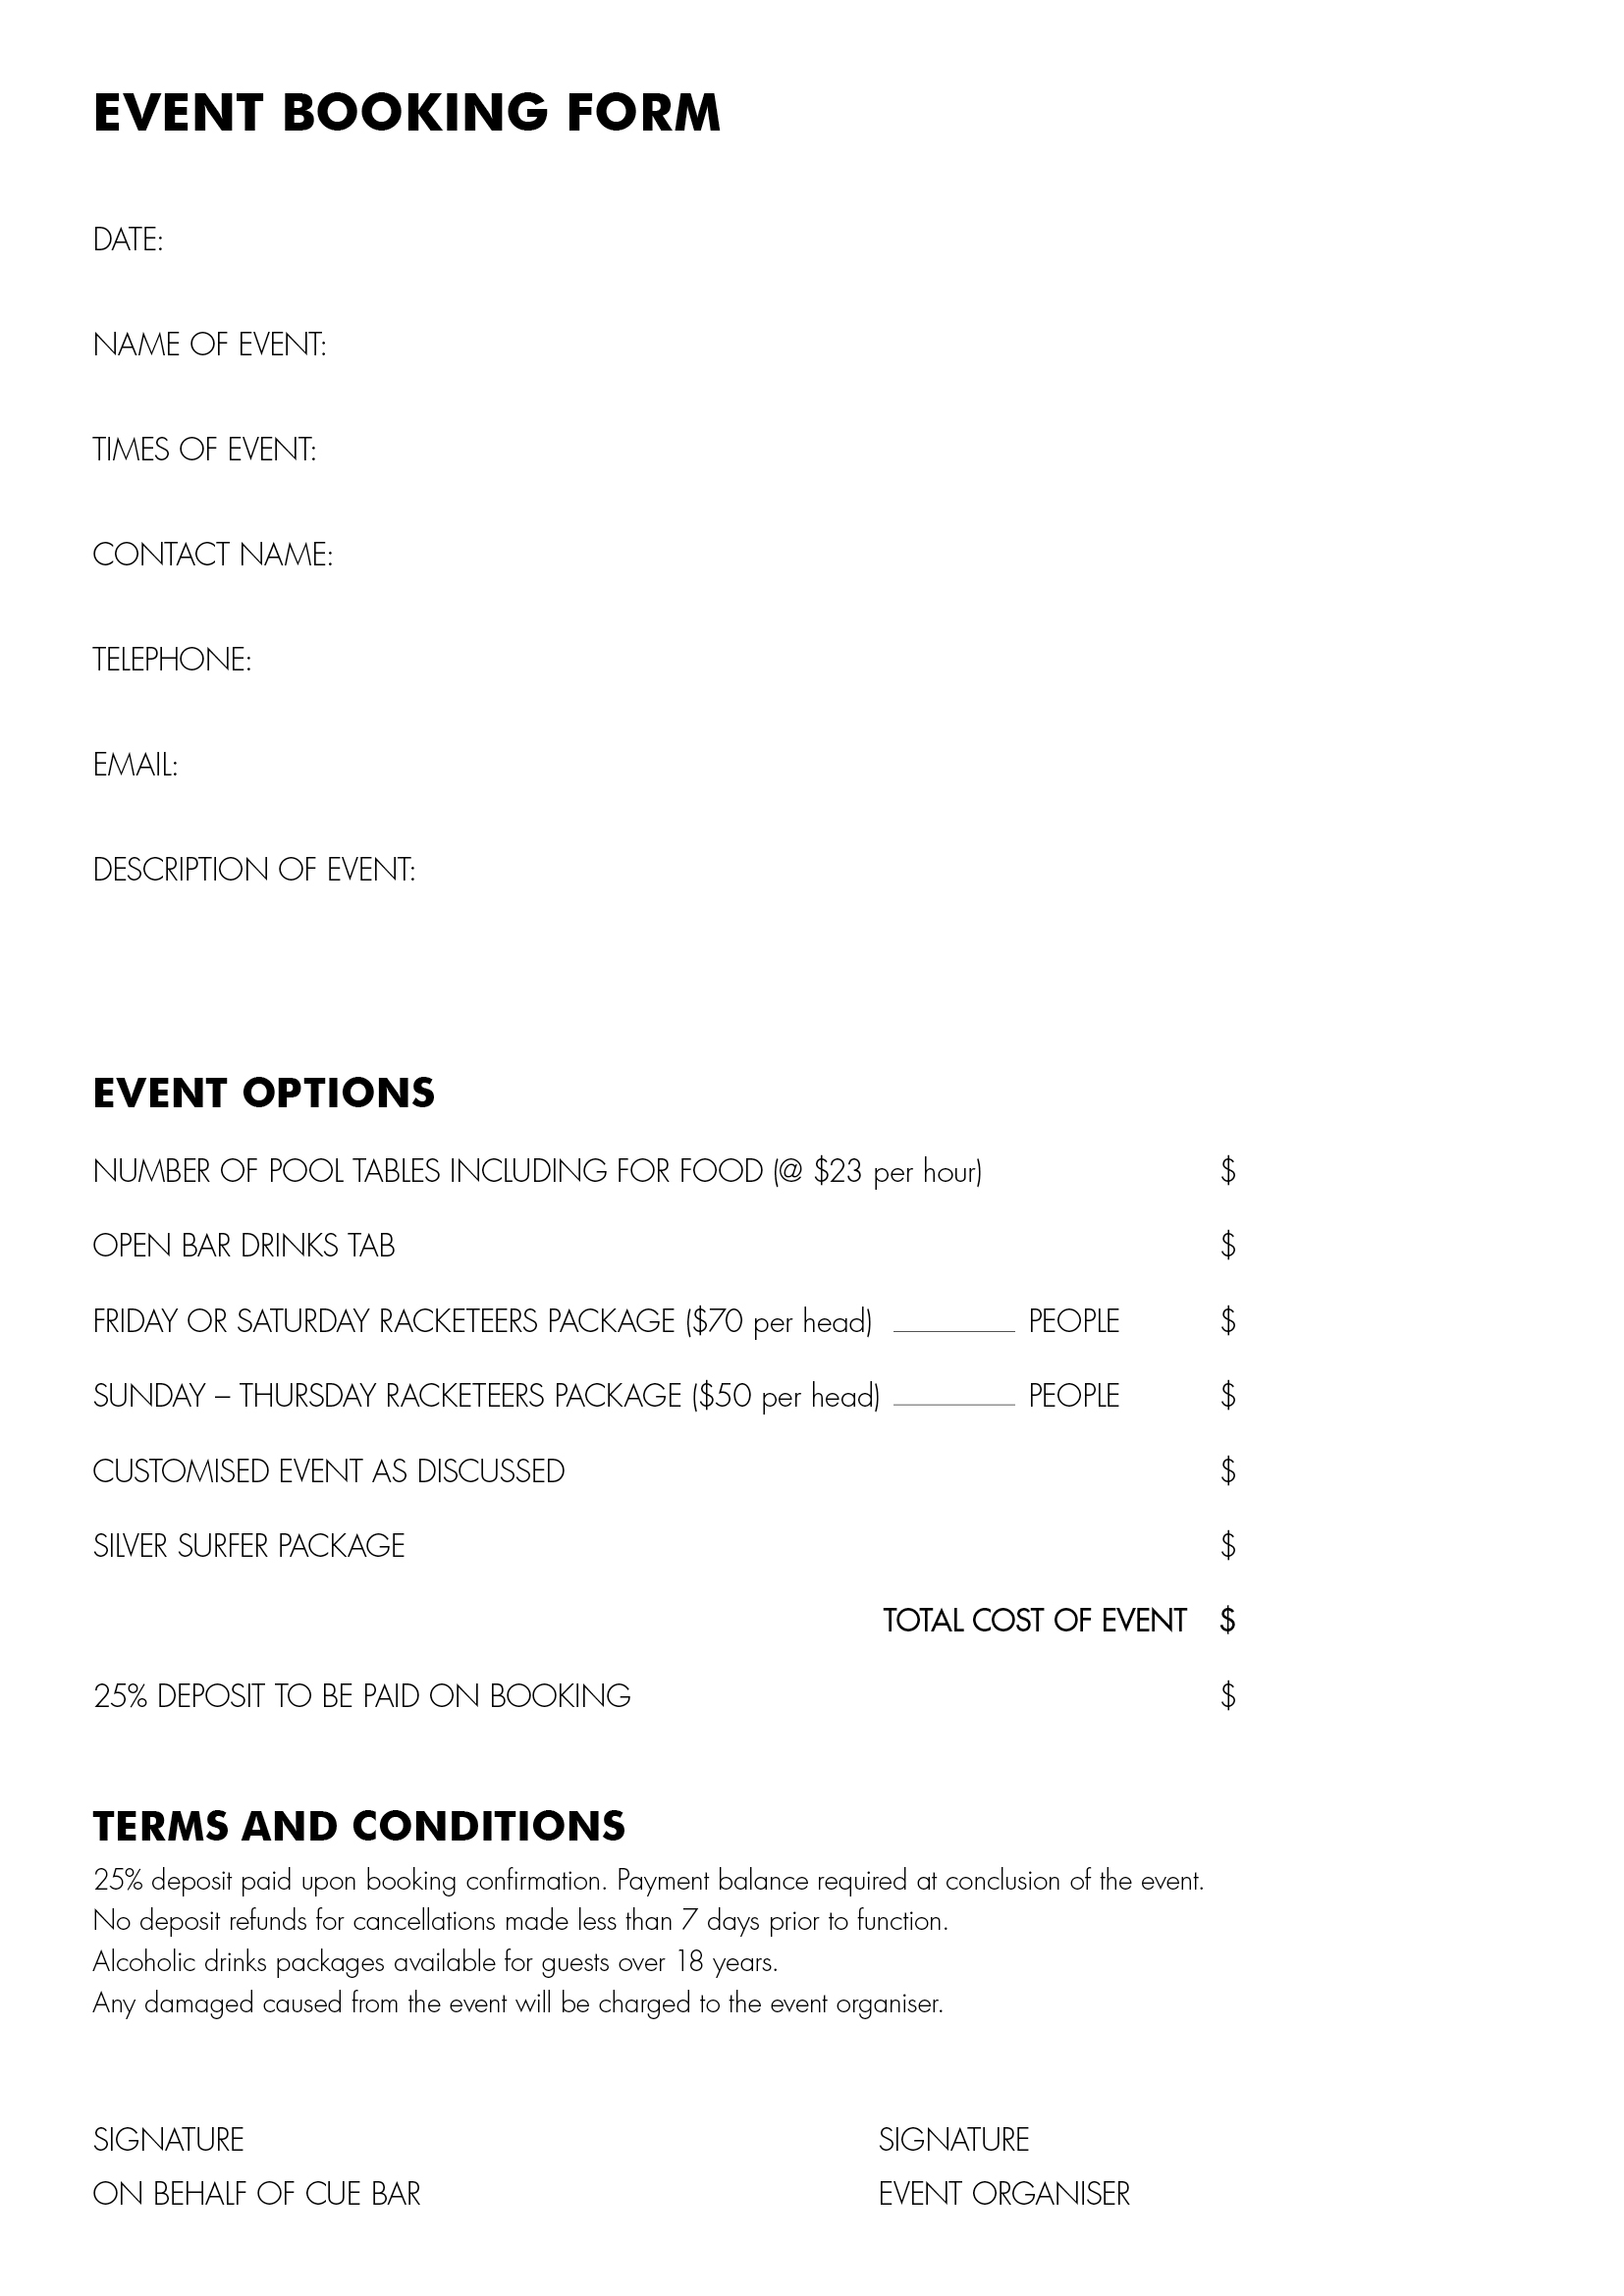 EVENT BOOKING FORM
DATE:
NAME OF EVENT:
TIMES OF EVENT:
CONTACT NAME:
TELEPHONE:
EMAIL:
DESCRIPTION OF EVENT:
EVENT OPTIONS
NUMBER OF POOL TABLES INCLUDING FOR FOOD (@ $23 per hour) $
OPEN BAR DRINKS TAB $
FRIDAY OR SATURDAY RACKETEERS PACKAGE ($70 per head) ________ PEOPLE $
SUNDAY – THURSDAY RACKETEERS PACKAGE ($50 per head) ________ PEOPLE $
CUSTOMISED EVENT AS DISCUSSED $
SILVER SURFER PACKAGE $
TOTAL COST OF EVENT $
25% DEPOSIT TO BE PAID ON BOOKING $
TERMS AND CONDITIONS
25% deposit paid upon booking confirmation. Payment balance required at conclusion of the event.
No deposit refunds for cancellations made less than 7 days prior to function.
Alcoholic drinks packages available for guests over 18 years.
Any damaged caused from the event will be charged to the event organiser.
SIGNATURE SIGNATURE
ON BEHALF OF CUE BAR EVENT ORGANISER